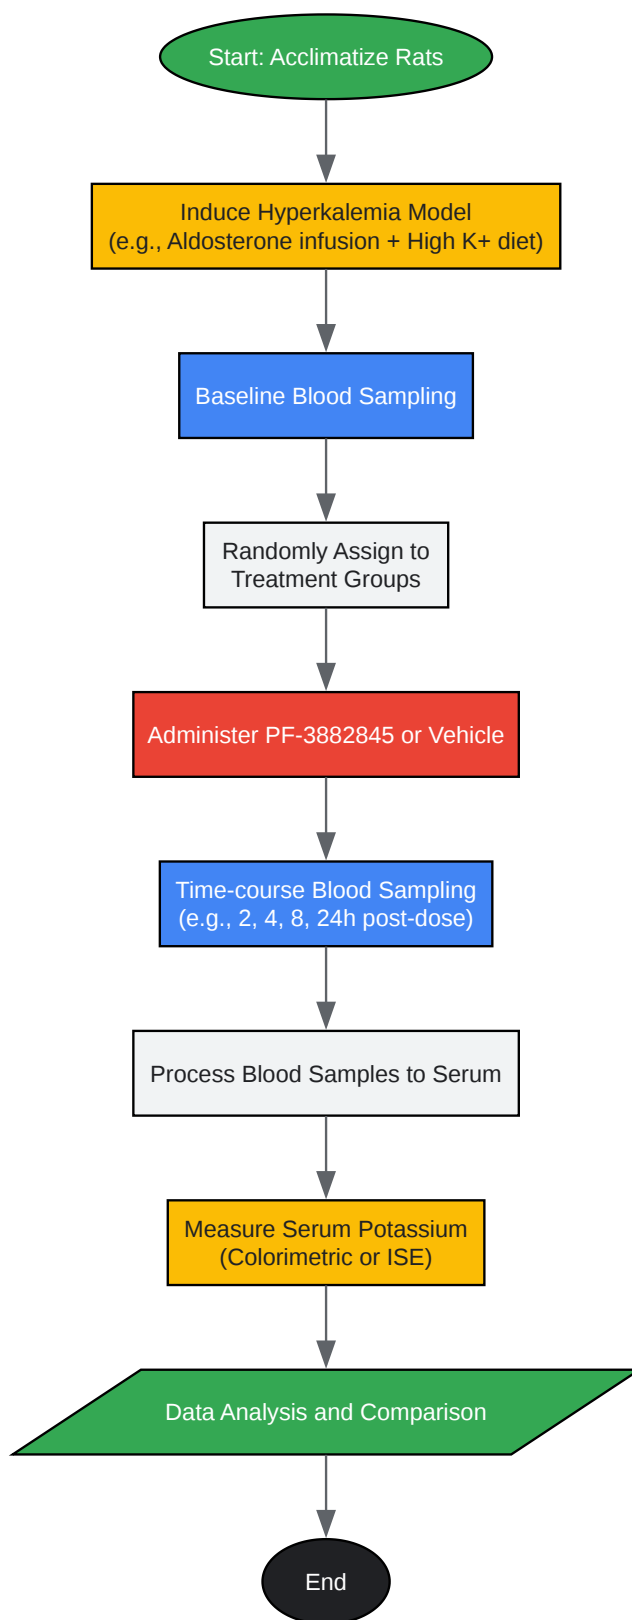 Start: Acclimatize Rats
Induce Hyperkalemia Model
(e.g., Aldosterone infusion + High K+ diet)
Baseline Blood Sampling
Randomly Assign to
Treatment Groups
Administer PF-3882845 or Vehicle
Time-course Blood Sampling
(e.g., 2, 4, 8, 24h post-dose)
Process Blood Samples to Serum
Measure Serum Potassium
(Colorimetric or ISE)
Data Analysis and Comparison
End